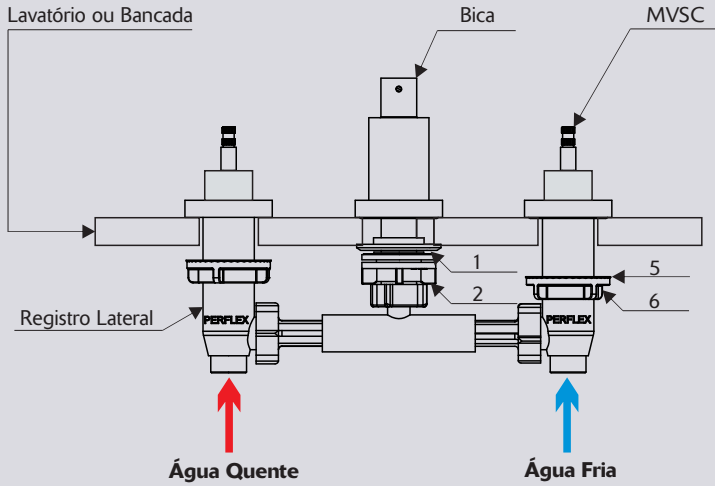 Lavatório ou Bancada
Bica
MVSC
1
5
2
6
Registro Lateral
PERFLEX
PERFLEX
Água Quente
Água Fria